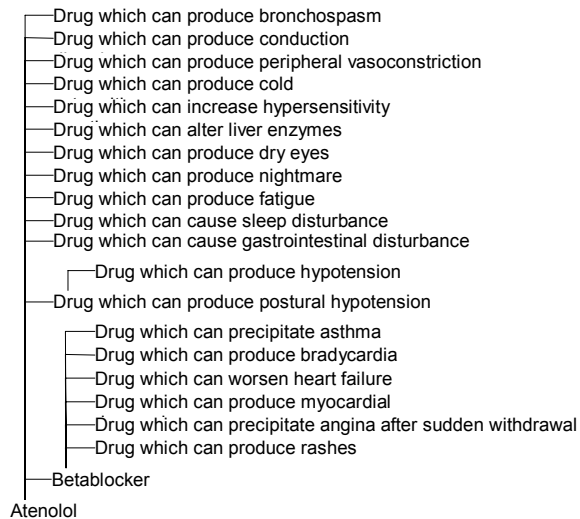 Drug which can produce bronchospasm
Drug which can produce conduction
Drug which can produce peripheral vasoconstriction
Drug which can produce cold
Drug which can increase hypersensitivity
Drug which can alter liver enzymes
Drug which can produce dry eyes
Drug which can produce nightmare
Drug which can produce fatigue
Drug which can cause sleep disturbance
Drug which can cause gastrointestinal disturbance
Drug which can produce hypotension
Drug which can produce postural hypotension
Drug which can precipitate asthma
Drug which can produce bradycardia
Drug which can worsen heart failure
Drug which can produce myocardial
Drug which can precipitate angina after sudden withdrawal
Drug which can produce rashes
Betablocker
Atenolol